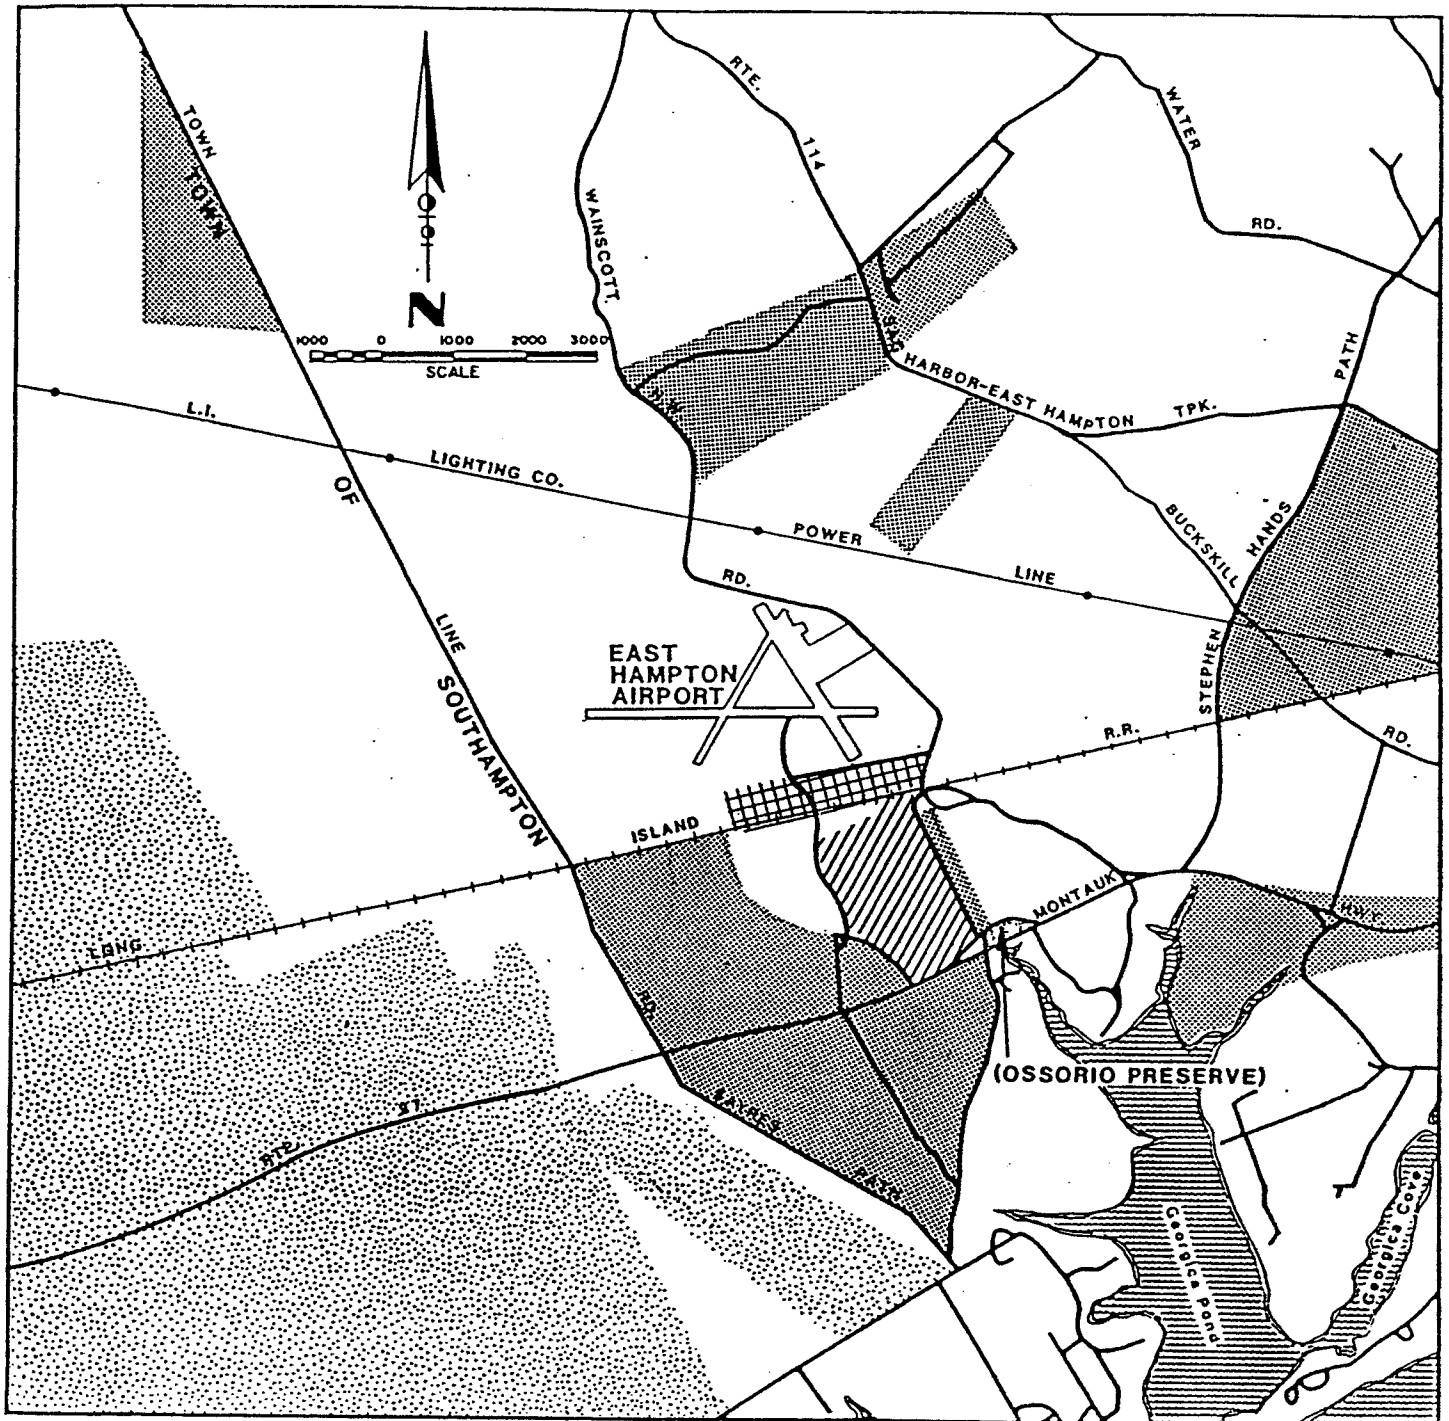 TOWN
TOWN
RTE.
114
WATER
RD.
WAINSCOTT
N
1000 0 1000 2000 3000
SCALE
SAG
HARBOR-EAST HAMPTON TPK.
PATH
N.W.
L.I.
LIGHTING CO.
POWER
LINE
OF
BUCKSKILL
HANDS
STEPHEN
RD.
RD.
LINE
EAST
HAMPTON
AIRPORT
SOUTHAMPTON
R.R.
ISLAND
LONG
MONTAUK
HWY.
RD.
(OSSORIO PRESERVE)
RTE.
27
PATH
Georgica Pond
Georgica Cove